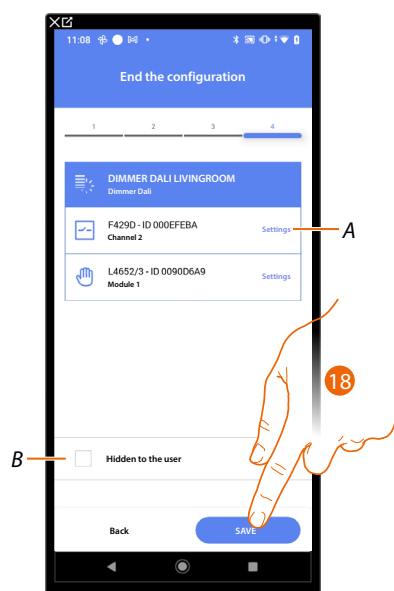 11:08
End the configuration
1 2 3 4
DIMMER DALI LIVINGROOM
Dimmer Dali
F429D - ID 000EFEBA
Channel 2
Settings
A
L4652/3 - ID 0090D6A9
Module 1
Settings
18
B
Hidden to the user
Back
SAVE